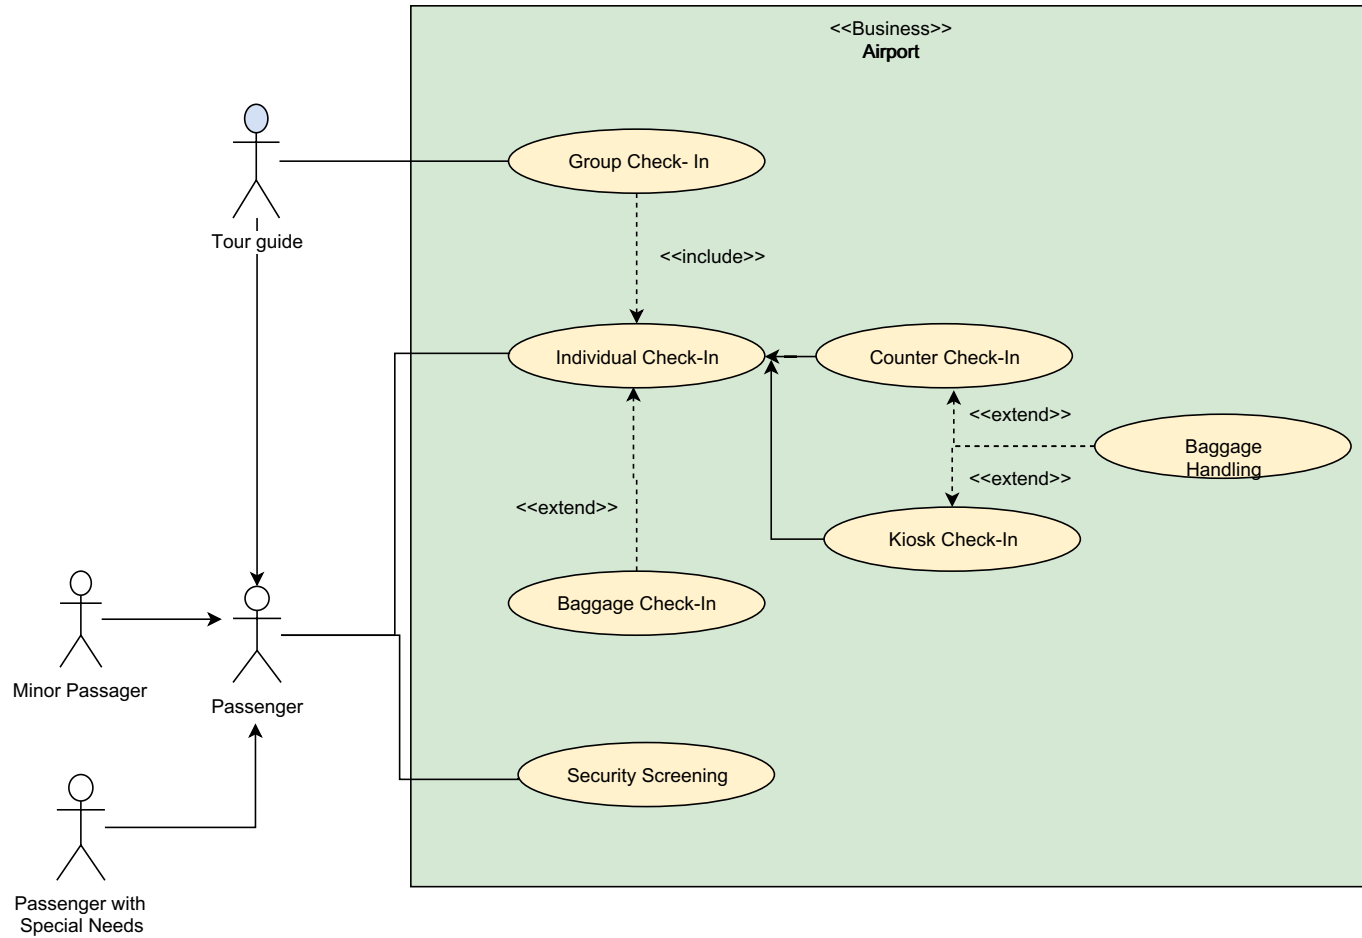 <<Business>>
Airport
Group Check- In
Tour guide
<<include>>
Individual Check-In
Counter Check-In
<<extend>>
Baggage
Handling
<<extend>>
<<extend>>
Kiosk Check-In
Baggage Check-In
Minor Passager
Passenger
Security Screening
Passenger with
Special Needs